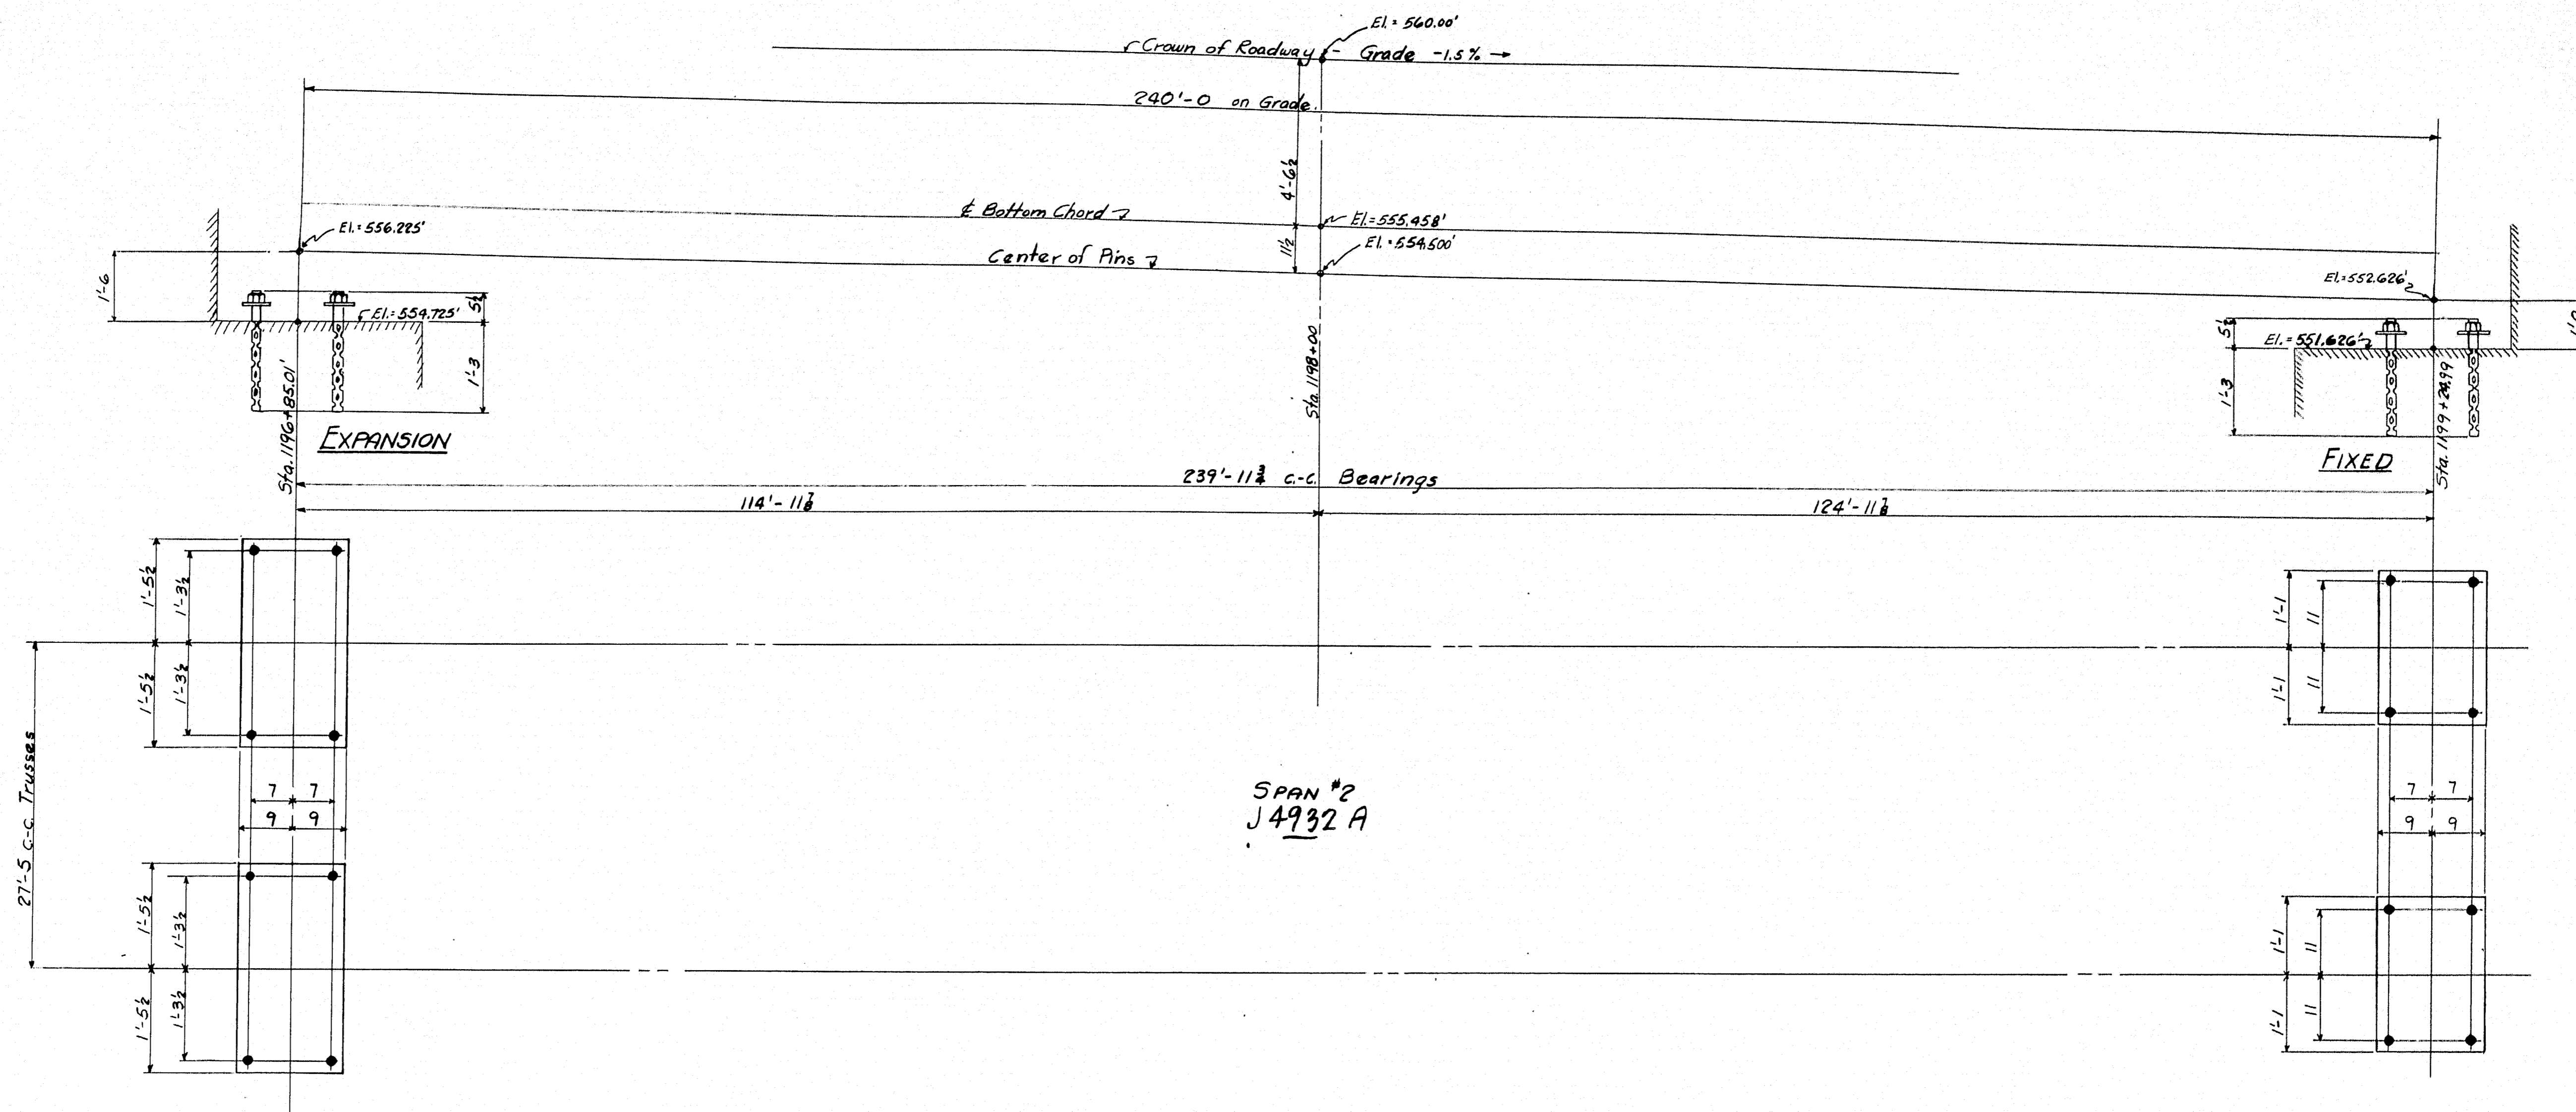 El. = 560.00'
Crown of Roadway - Grade -1.5% →
240'-0 on Grade.
4'-6½
℄ Bottom Chord
El. = 555.458'
El. = 556.225'
11½
El. = 554.500'
Center of Pins
1'-6
El. = 552.626'
5½
El. = 554.725'
5½
El. = 551.626'
1'-0
1'-3
1'-3
Sta. 1196+85.01'
Sta. 1198+00
Sta. 1199+24.99
EXPANSION
FIXED
239'-11¾ c.-c. Bearings
114'-11⅞
124'-11⅞
1'-5½
1'-3½
1'-1
11
1'-5½
1'-3½
1'-1
11
27'-5 c.-c. Trusses
7 7
9 9
SPAN #2
J4932 A
7 7
9 9
1'-5½
1'-3½
1'-1
11
1'-5½
1'-3½
1'-1
11